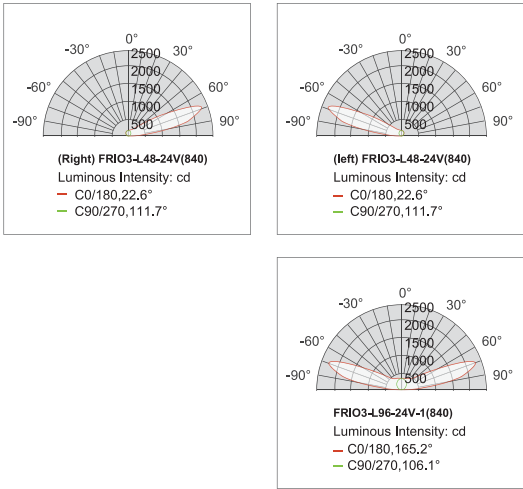 0°
-30° 30°
2500
2000
-60° 60°
1500
1000
-90° 500 90°
(Right) FRIO3-L48-24V(840)
Luminous Intensity: cd
C0/180,22.6°
C90/270,111.7°
0°
-30° 30°
2500
2000
-60° 60°
1500
1000
-90° 500 90°
(left) FRIO3-L48-24V(840)
Luminous Intensity: cd
C0/180,22.6°
C90/270,111.7°
0°
-30° 30°
2500
2000
-60° 60°
1500
1000
-90° 500 90°
FRIO3-L96-24V-1(840)
Luminous Intensity: cd
C0/180,165.2°
C90/270,106.1°